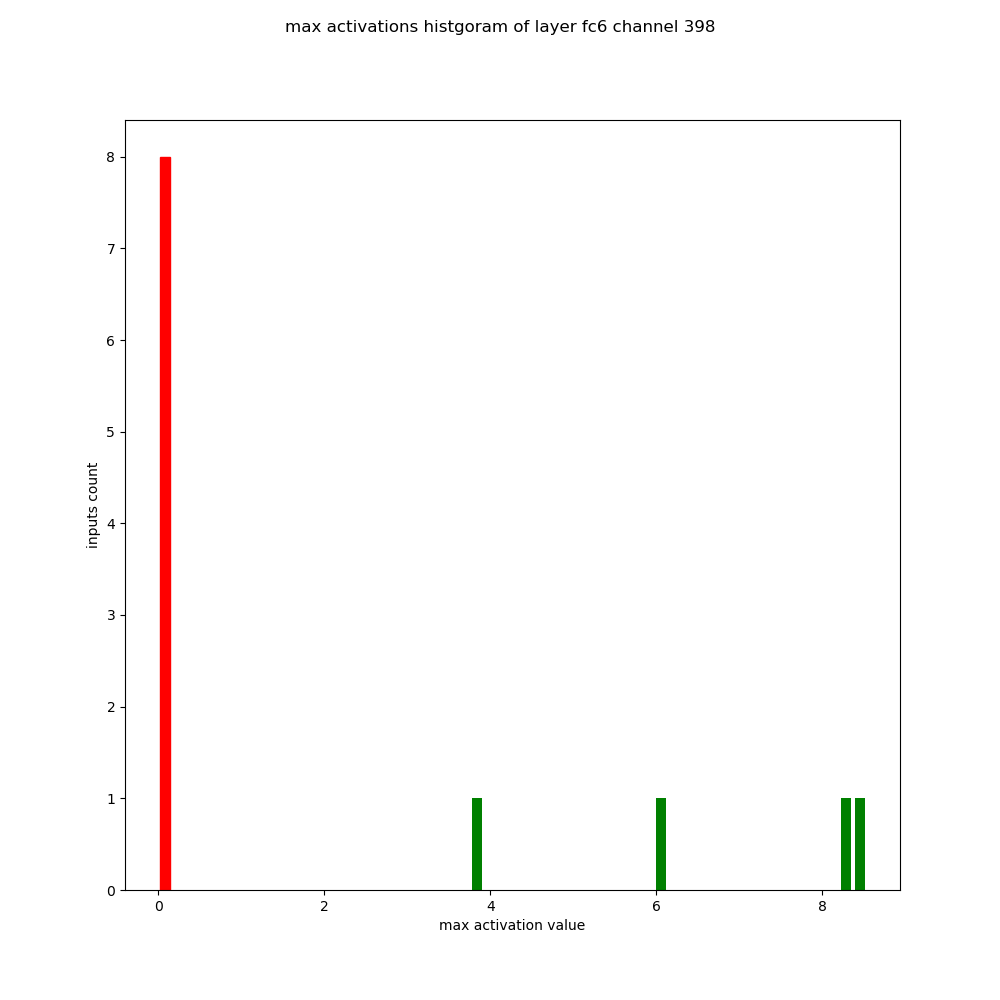 max activations histgoram of layer fc6 channel 398
8
7
6
5
4
3
2
1
0
inputs count
0 2 4 6 8
max activation value